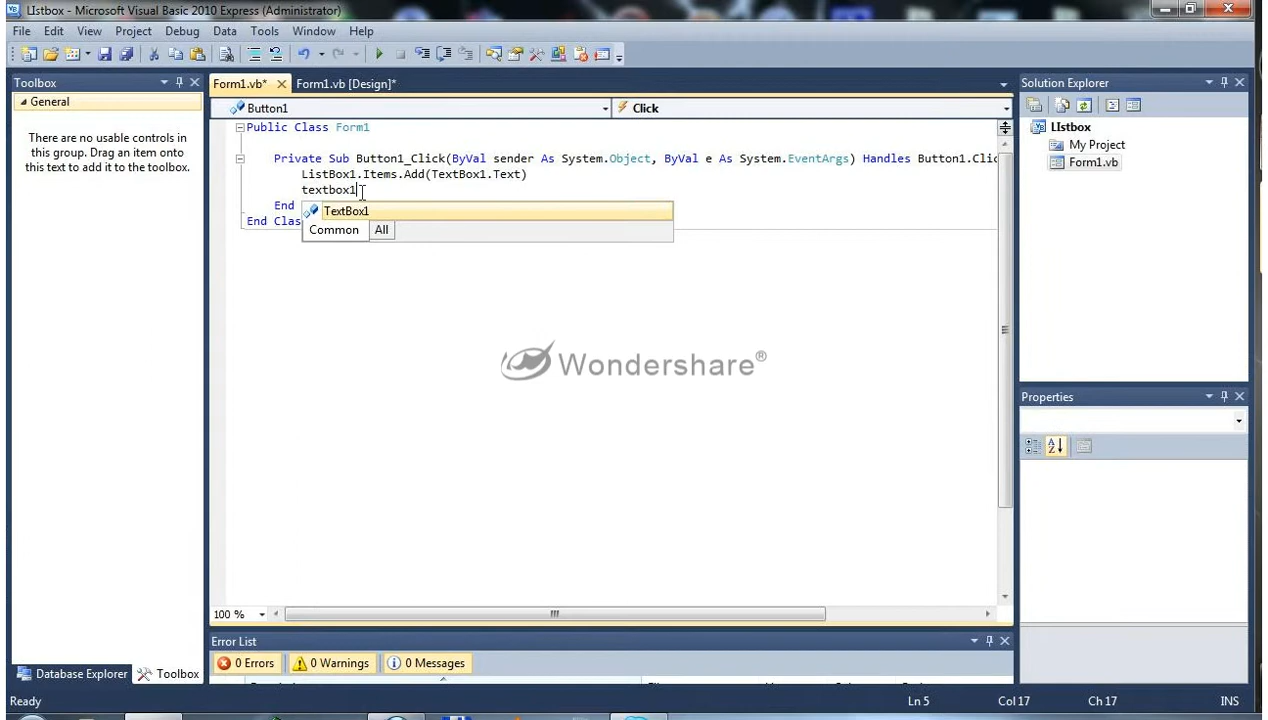 LIstbox - Microsoft Visual Basic 2010 Express (Administrator)
File Edit View Project Debug Data Tools Window Help
Toolbox
General
There are no usable controls in
this group. Drag an item onto
this text to add it to the toolbox.
Database Explorer
Toolbox
Form1.vb*
Form1.vb [Design]*
Button1
Click
Public Class Form1
Private Sub Button1_Click(ByVal sender As System.Object, ByVal e As System.EventArgs) Handles Button1.Clic
ListBox1.Items.Add(TextBox1.Text)
textbox1
TextBox1
Common All
End
End Clas
Wondershare®
100 %
Error List
0 Errors
0 Warnings
0 Messages
Solution Explorer
LIstbox
My Project
Form1.vb
Properties
Ready
Ln 5
Col 17
Ch 17
INS